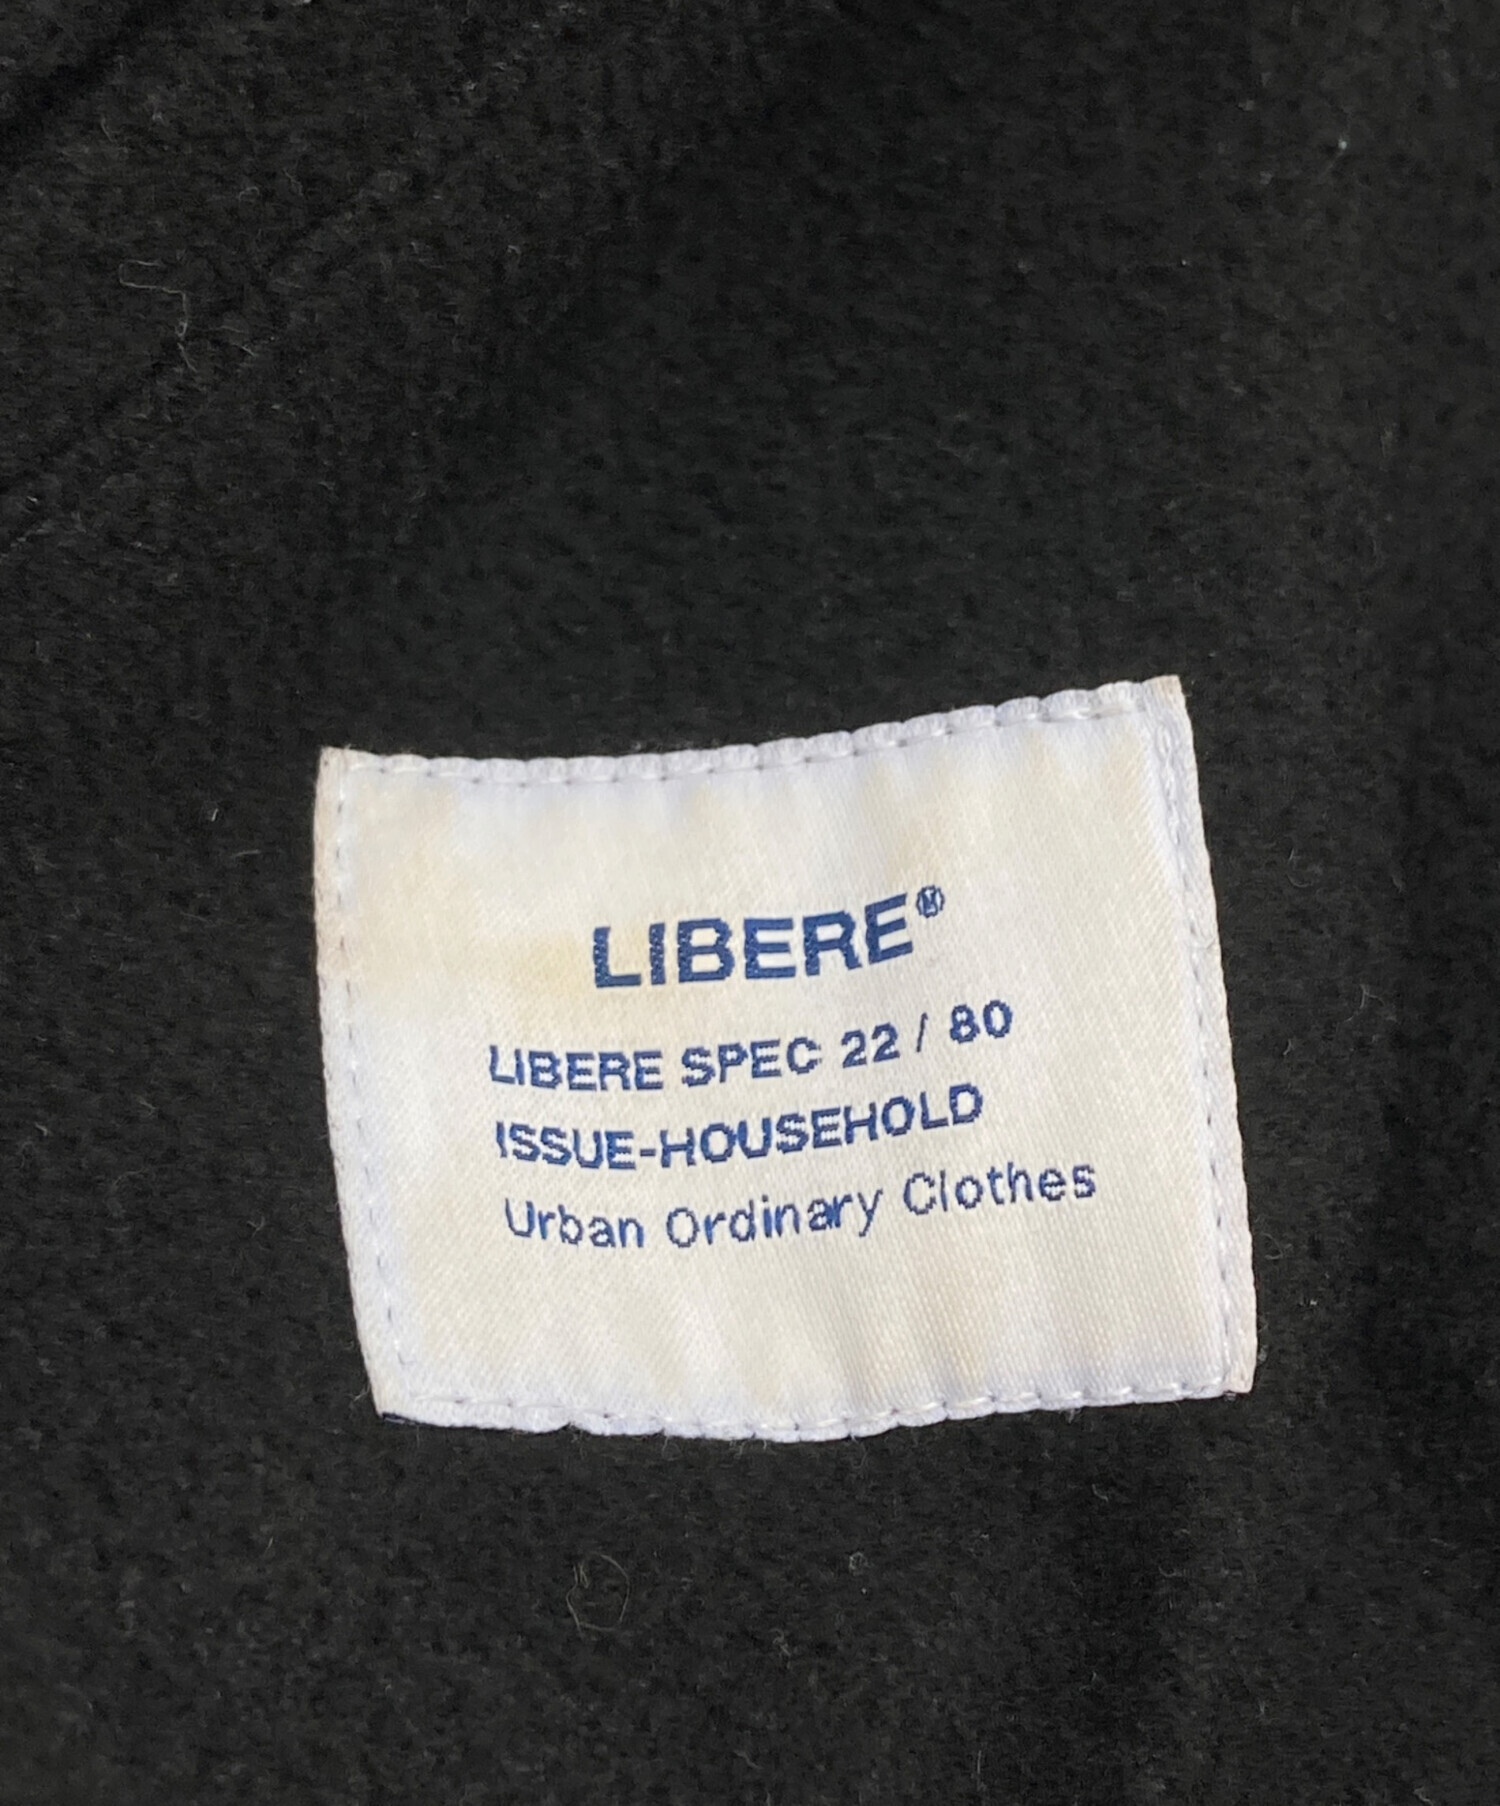 LIBERE Ⓜ
LIBERE SPEC 22 / 80
ISSUE-HOUSEHOLD
Urban Ordinary Clothes